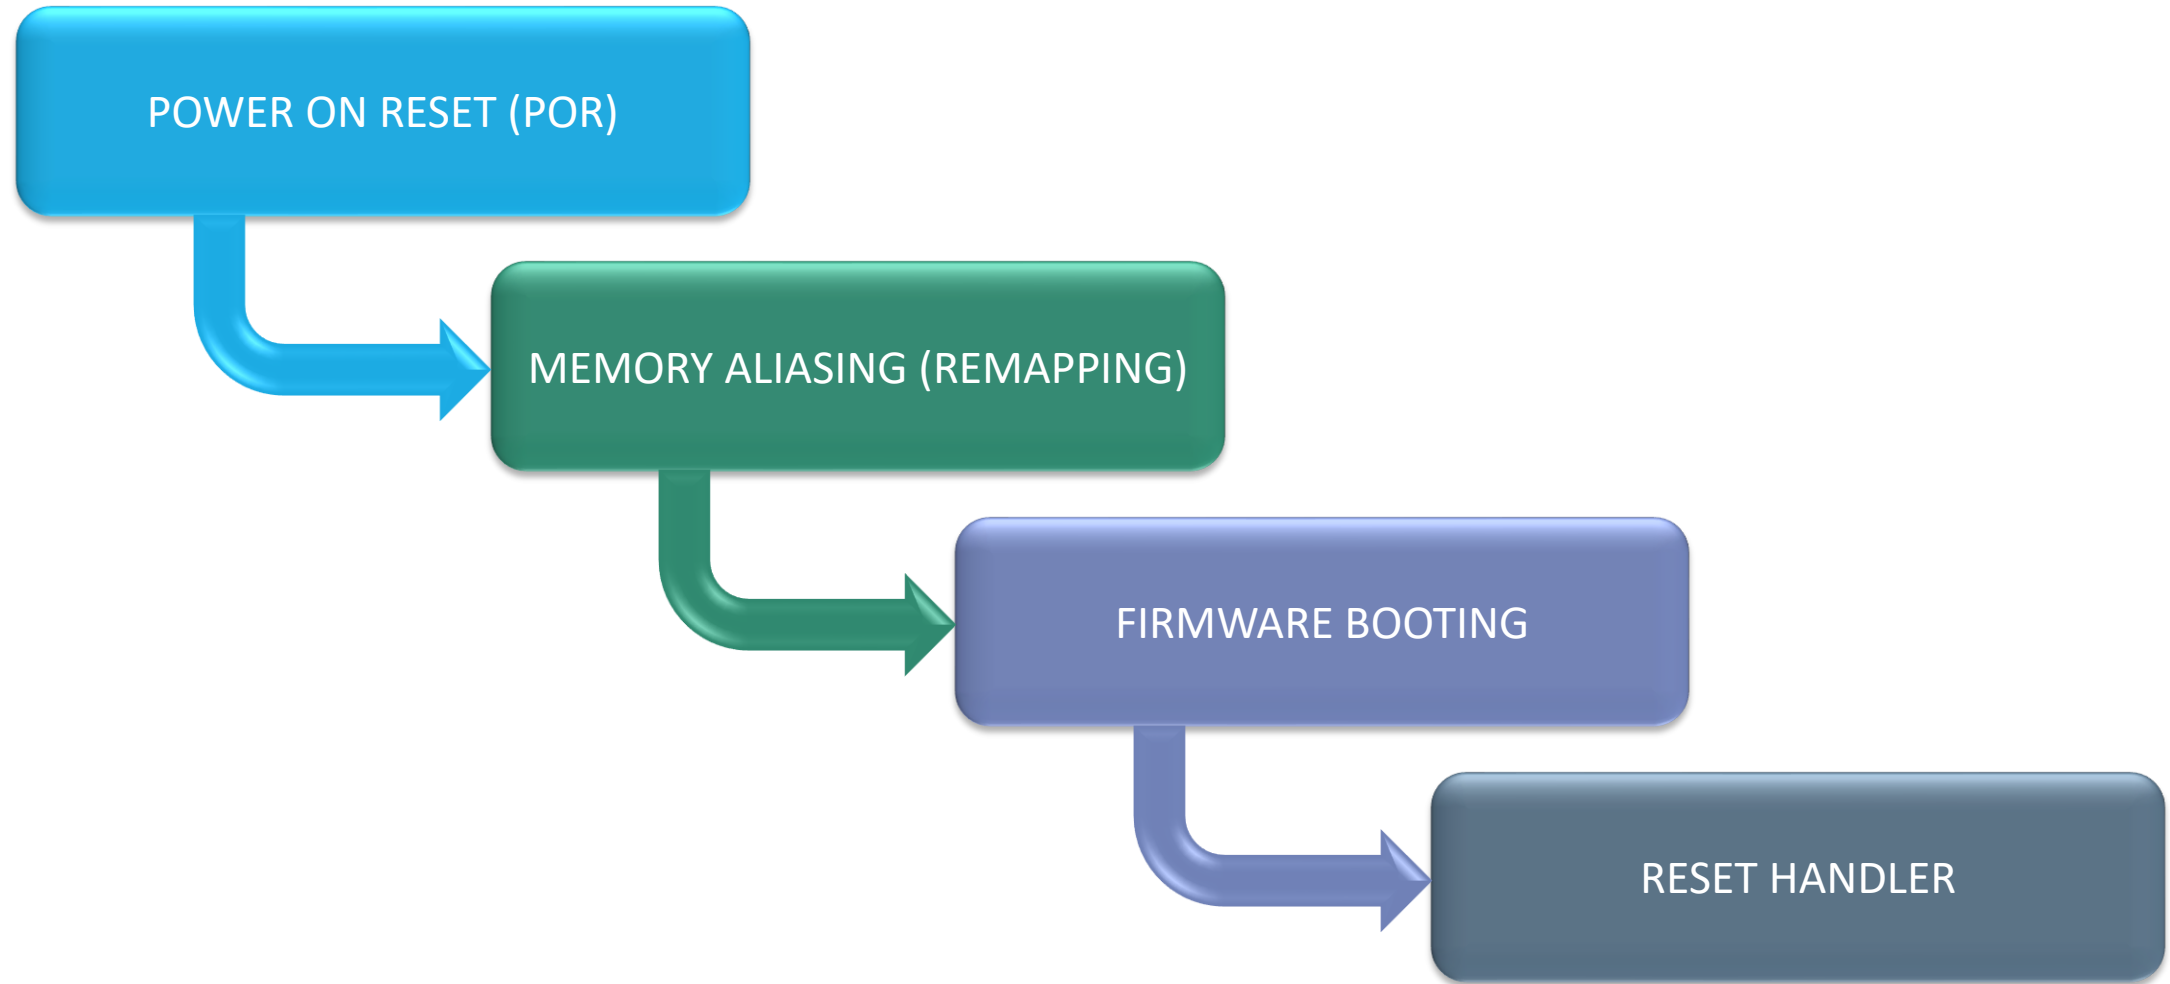 POWER ON RESET (POR)
MEMORY ALIASING (REMAPPING)
FIRMWARE BOOTING
RESET HANDLER